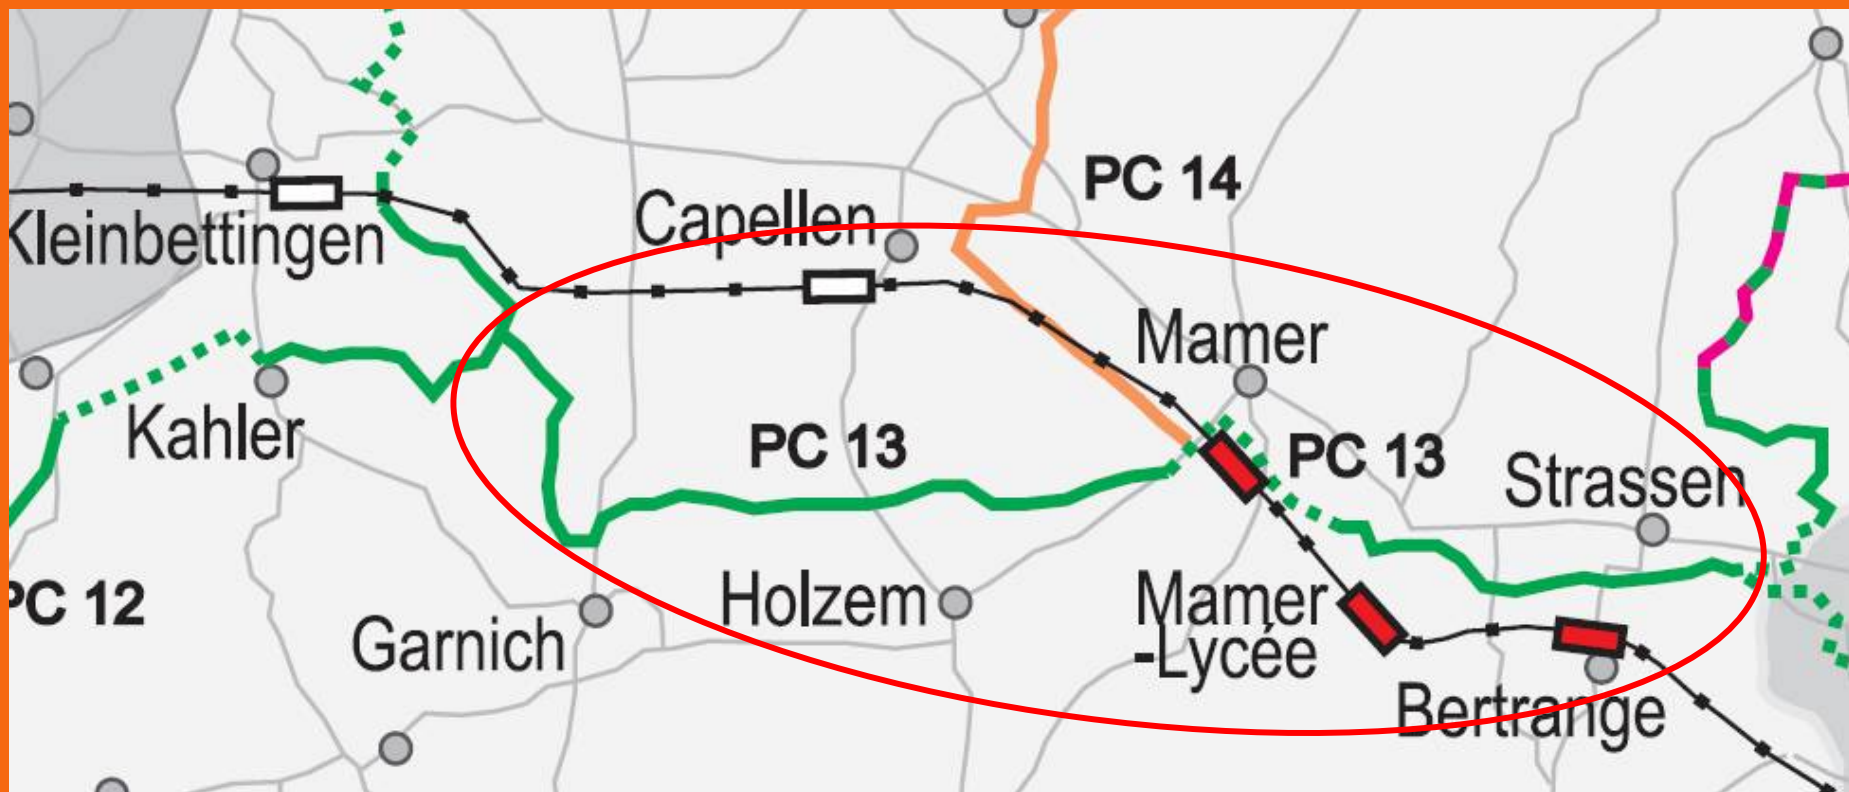 PC 14
Capellen
Kleinbettingen
Mamer
Kahler
PC 13
PC 13
Strassen
PC 12
Holzem
Mamer
-Lycée
Garnich
Bertrange